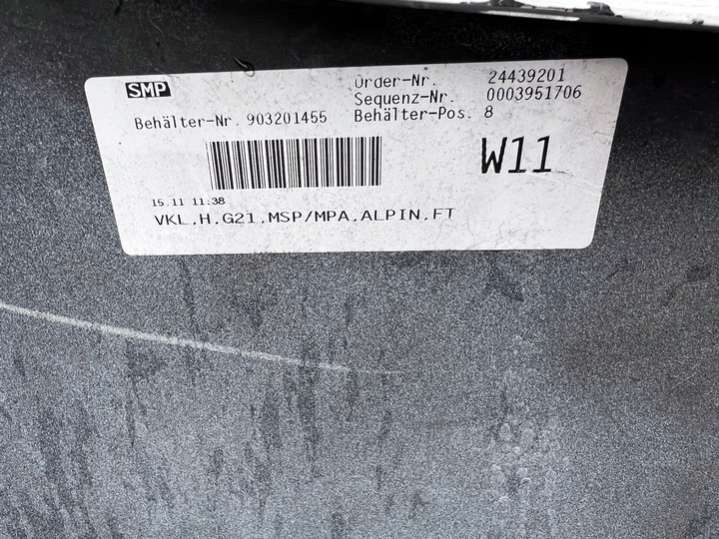 SMP
Order-Nr. 24439201
Sequenz-Nr. 0003951706
Behälter-Nr. 903201455 Behälter-Pos. 8
W11
15.11 11:38
VKL.H.G21.MSP/MPA.ALPIN.FT